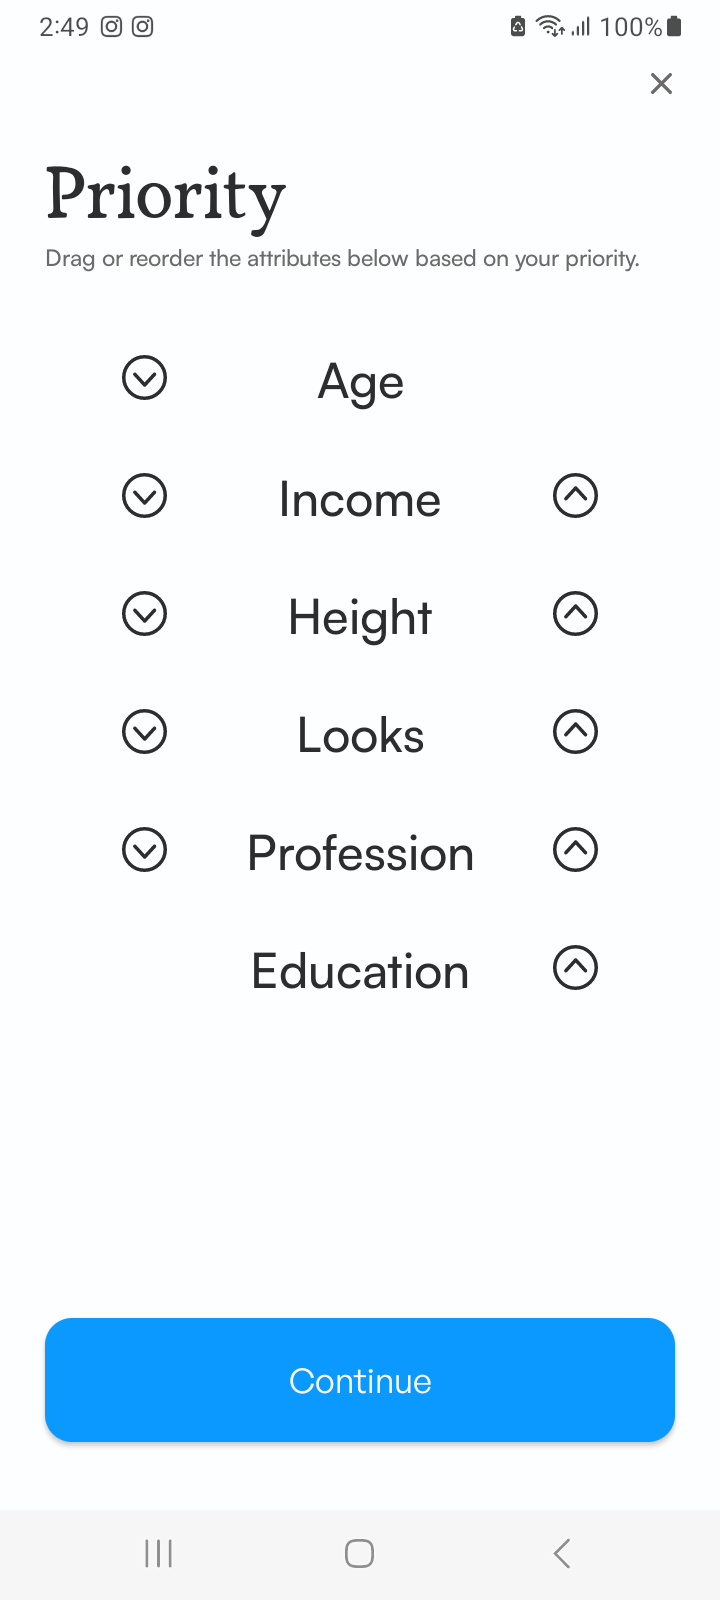 2:49 100%
Priority
Drag or reorder the attributes below based on your priority.
Age
Income
Height
Looks
Profession
Education
Continue